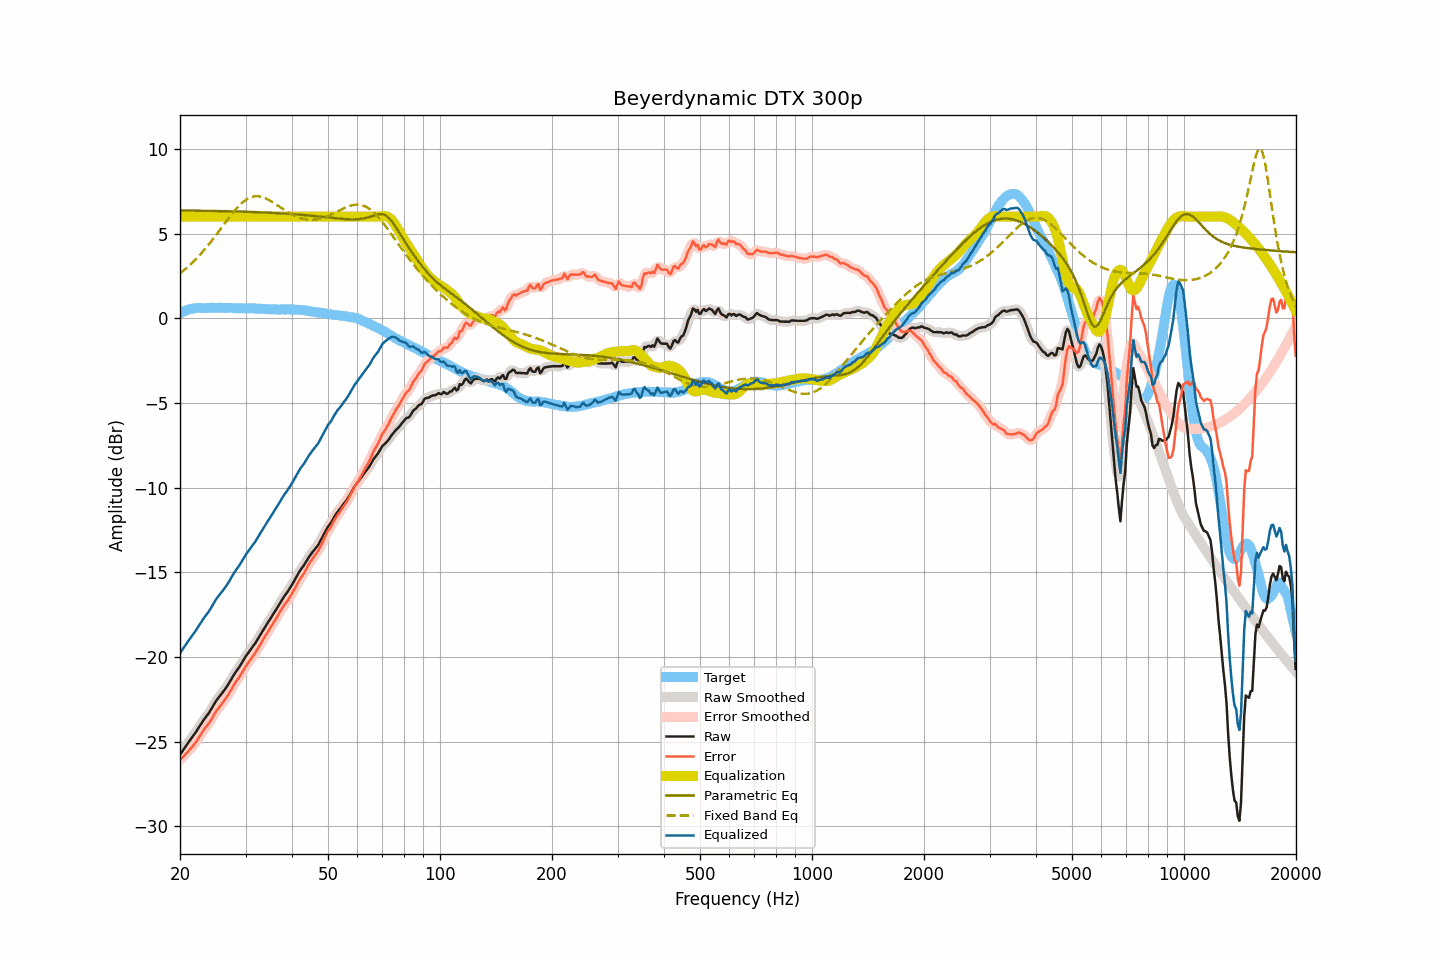 Beyerdynamic DTX 300p
Amplitude (dBr)
10
5
0
−5
−10
−15
−20
−25
−30
Target
Raw Smoothed
Error Smoothed
Raw
Error
Equalization
Parametric Eq
Fixed Band Eq
Equalized
20 50 100 200 500 1000 2000 5000 10000 20000
Frequency (Hz)